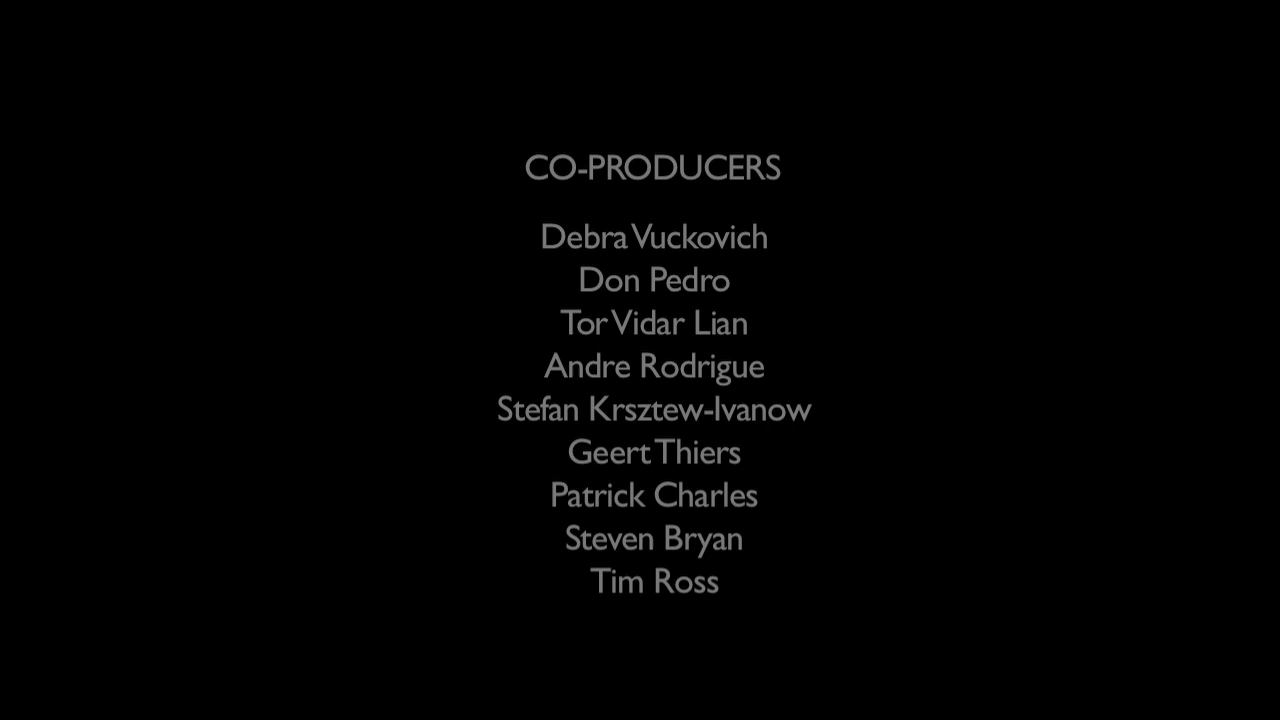 CO-PRODUCERS
Debra Vuckovich
Don Pedro
Tor Vidar Lian
Andre Rodrigue
Stefan Krsztew-Ivanow
Geert Thiers
Patrick Charles
Steven Bryan
Tim Ross